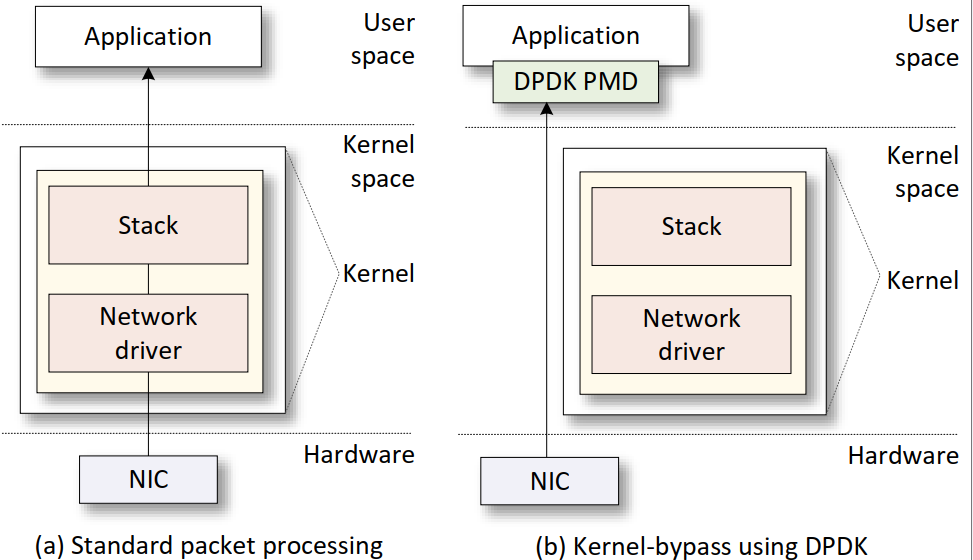 Application
User
space
Kernel
space
Stack
Kernel
Network
driver
Hardware
NIC
(a) Standard packet processing
Application
DPDK PMD
User
space
Kernel
space
Stack
Kernel
Network
driver
Hardware
NIC
(b) Kernel-bypass using DPDK